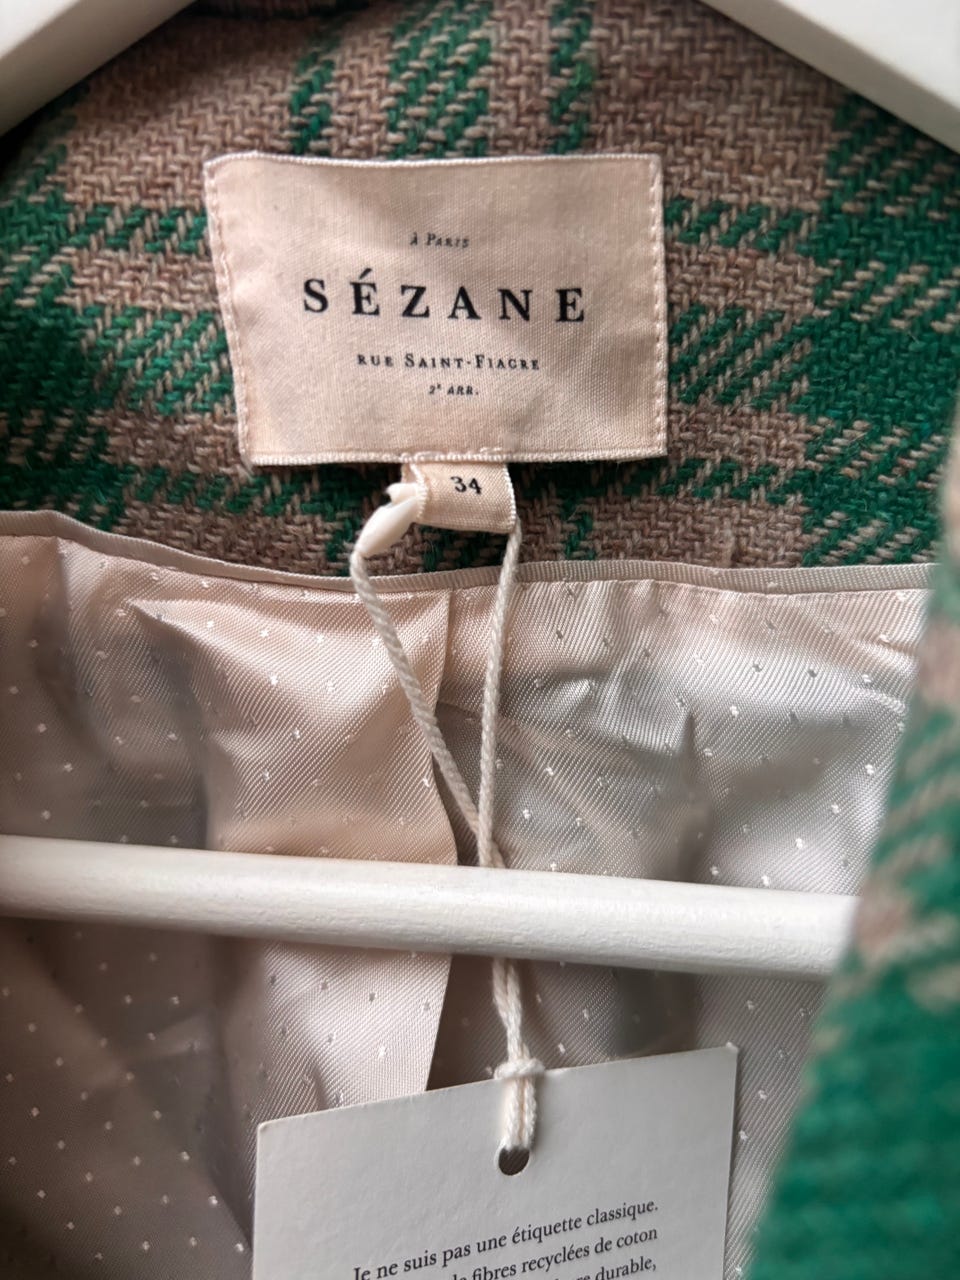 À PARIS
SÉZANE
RUE SAINT-FIACRE
2ᵉ ARR.
34
Je ne suis pas une étiquette classique.
fibres recyclées de coton
durable,